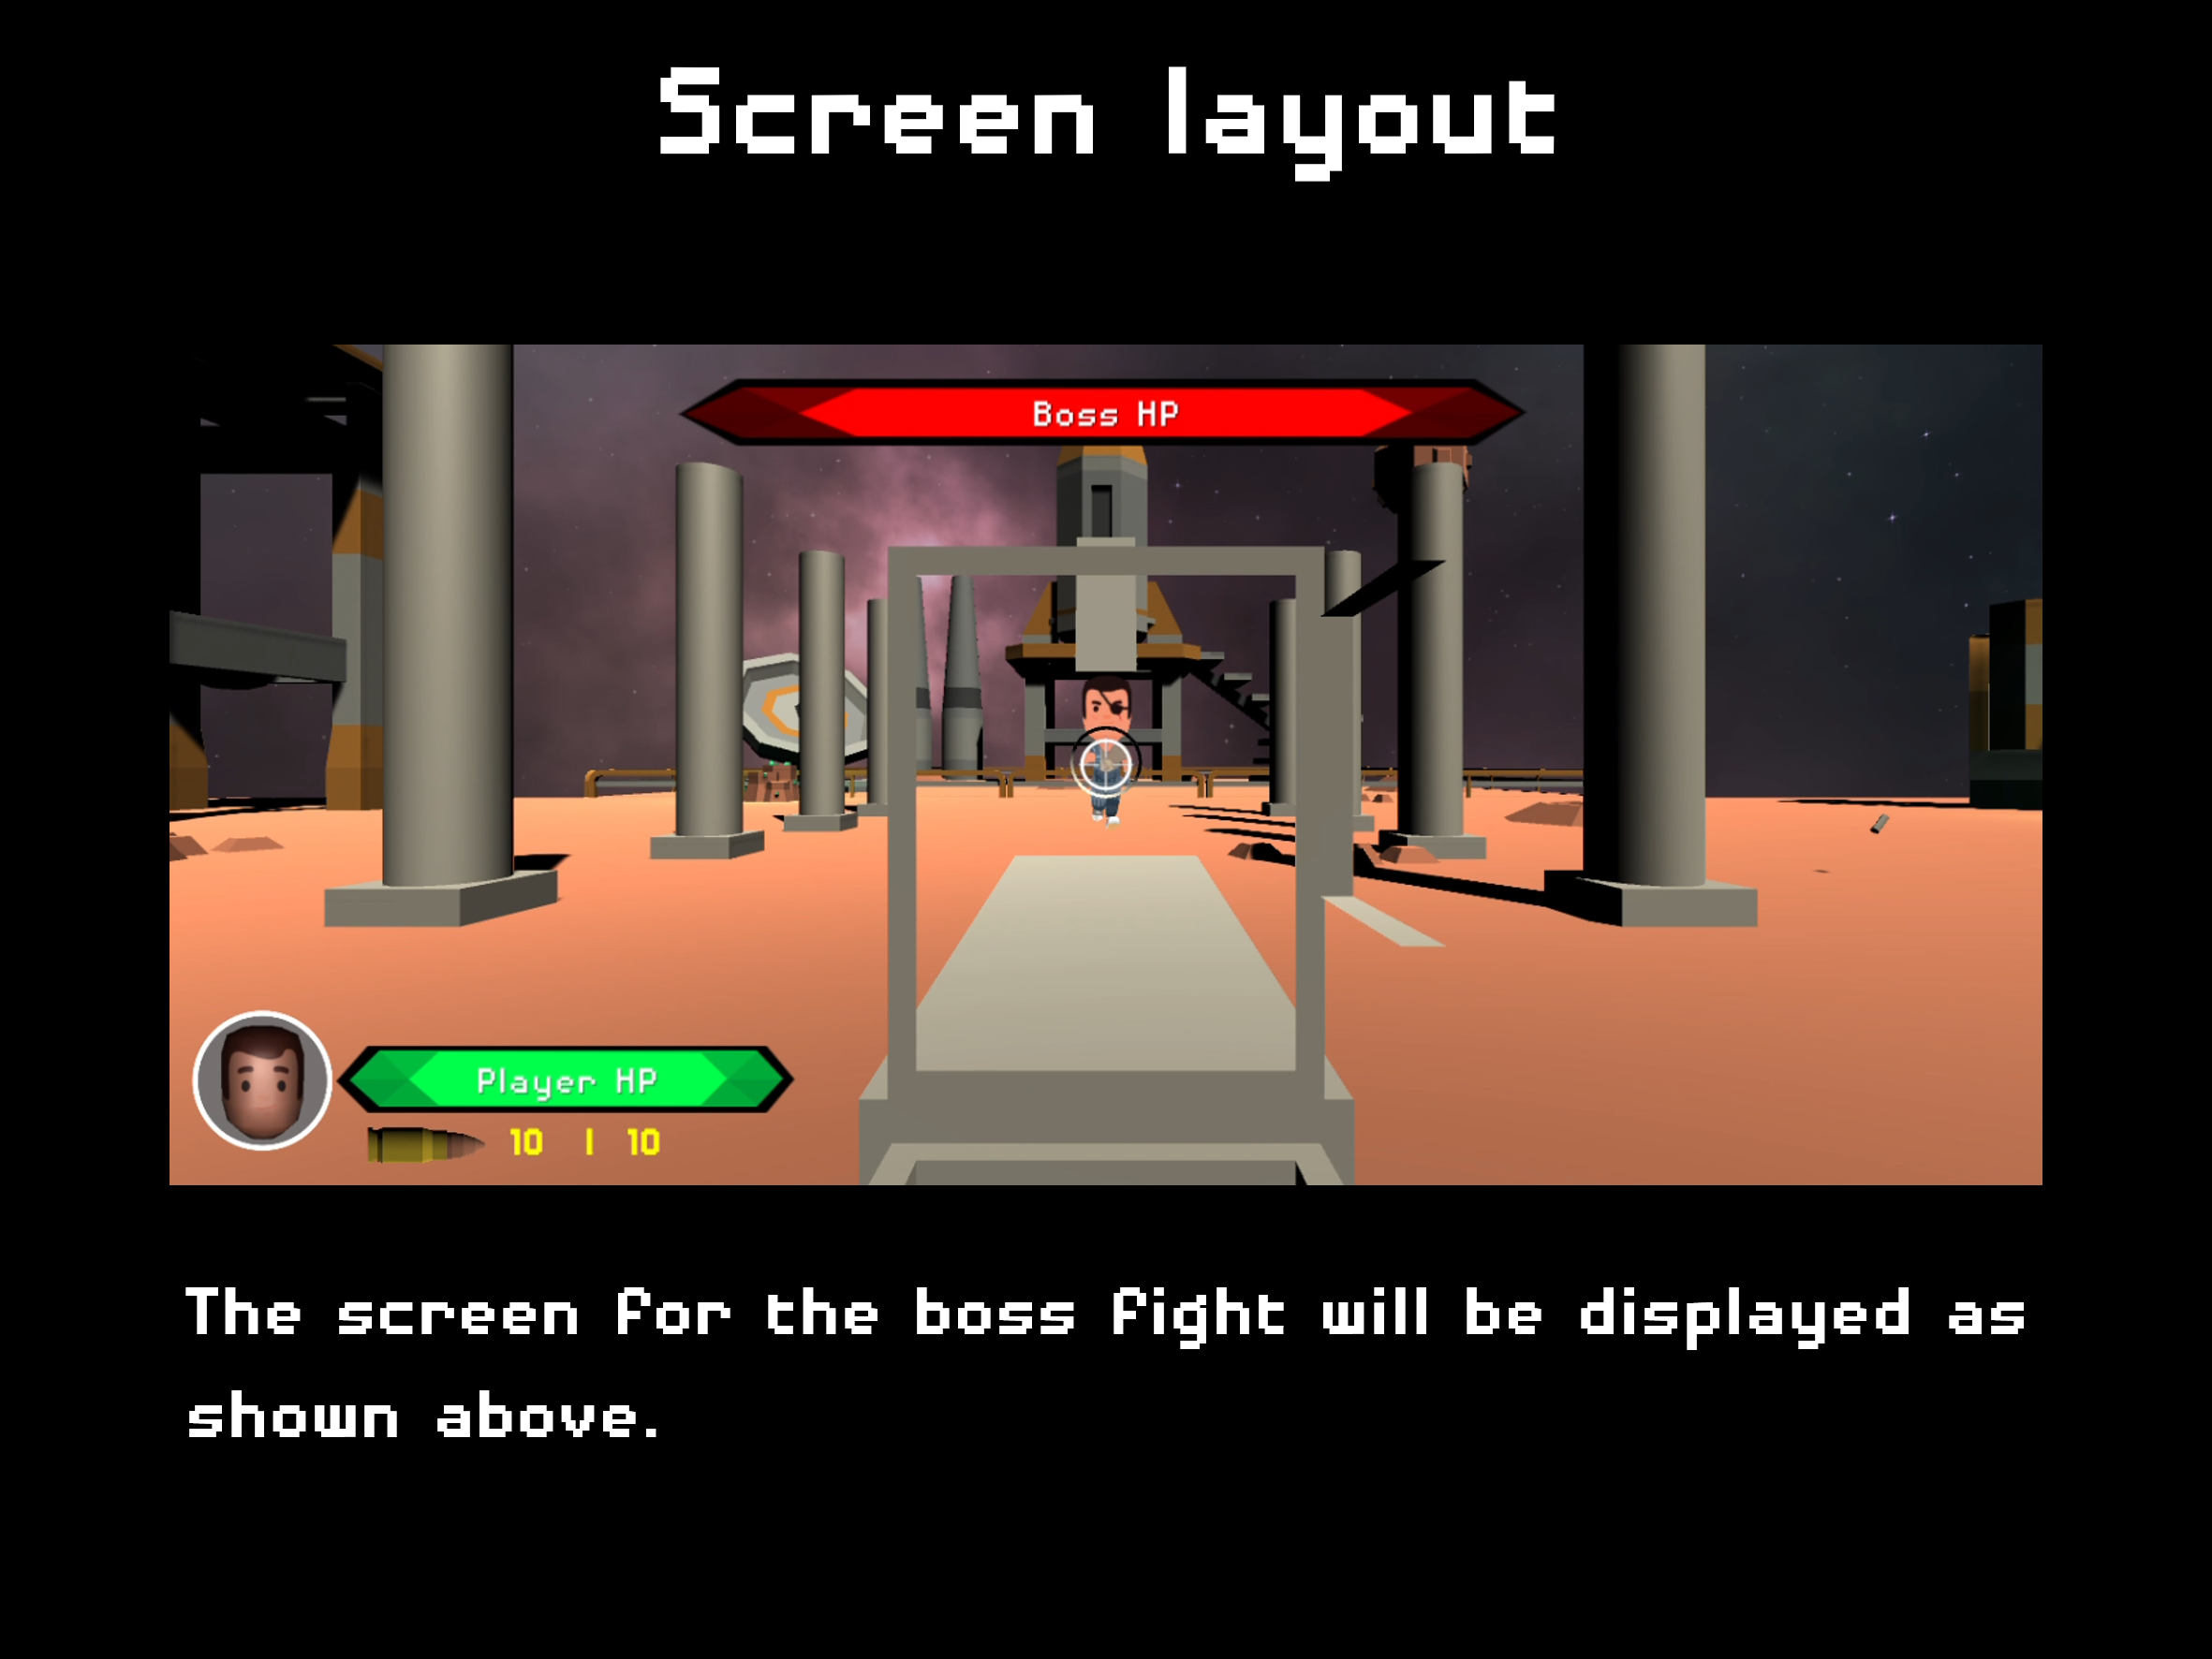 Screen layout
Boss HP
Player HP
10 | 10
The screen for the boss fight will be displayed as
shown above.